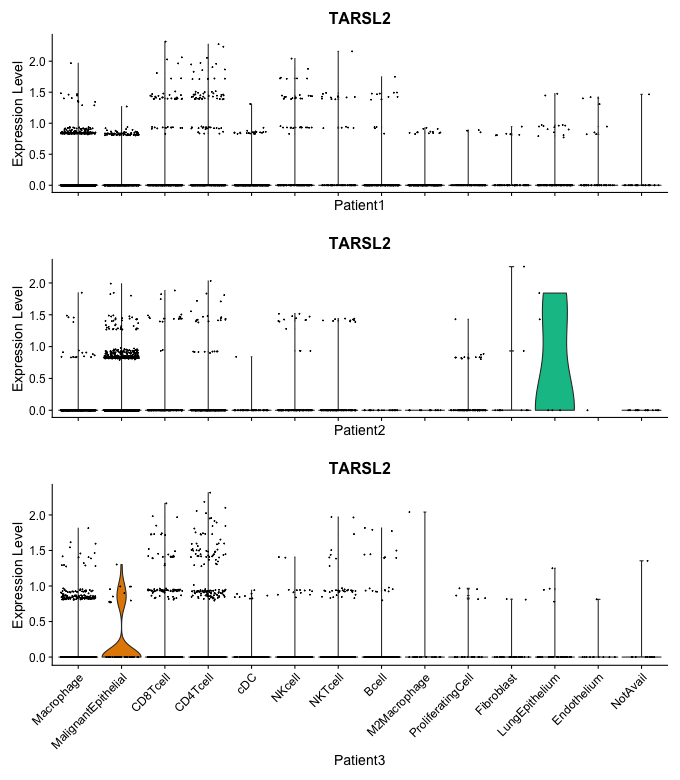 TARSL2
2.0
1.5
1.0
0.5
0.0
Expression Level
Patient1
TARSL2
2.0
1.5
1.0
0.5
0.0
Expression Level
Patient2
TARSL2
2.0
1.5
1.0
0.5
0.0
Expression Level
Macrophage
MalignantEpithelial
CD8Tcell
CD4Tcell
cDC
NKcell
NKTcell
Bcell
M2Macrophage
ProliferatingCell
Fibroblast
LungEpithelium
Endothelium
NotAvail
Patient3